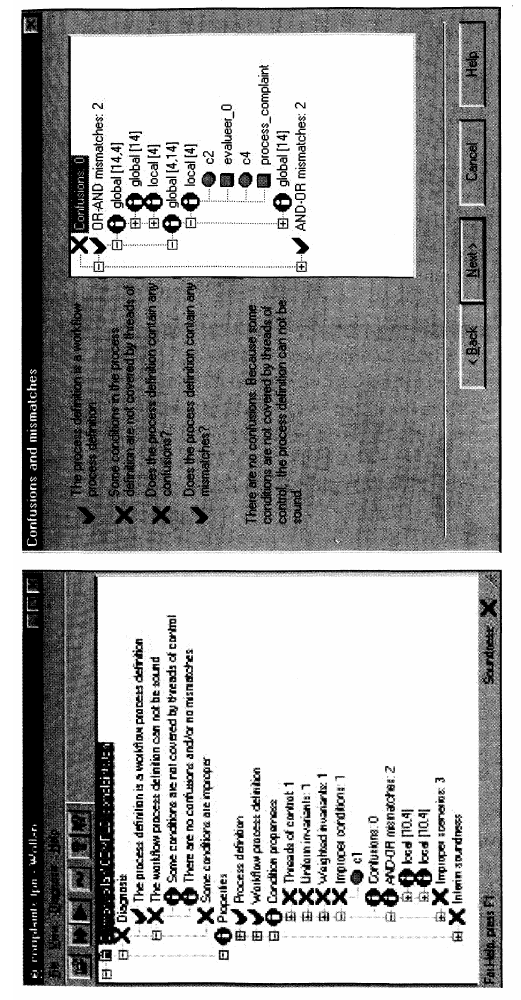 complaint.tpn - Woflan
Diagnosis
The process definition is a workflow process definition
The workflow process definition can not be sound
Some conditions are not covered by threads of control
There are no confusions and/or no mismatches
Some conditions are improper
Properties
Process definition
Workflow process definition
Condition properness
Threads of control: 1
Uniform invariants: 1
Weighted invariants: 1
Improper conditions: 1
c1
Confusions: 0
AND-OR mismatches: 2
local [10,4]
local [10,4]
Improper scenarios: 3
Interim soundness
For Help, press F1
Soundness:
Confusions and mismatches
The process definition is a workflow
process definition.
Some conditions in the process
definition are not covered by threads of
Does the process definition contain any
confusions?
Does the process definition contain any
mismatches?
There are no confusions. Because some
conditions are not covered by threads of
control, the process definition can not be
sound.
Confusions: 0
OR-AND mismatches: 2
global [14,4]
global [14]
local [4]
global [4,14]
local [4]
c2
evalueer_0
c4
process_complaint
global [14]
AND-OR mismatches: 2
< Back
Next >
Cancel
Help